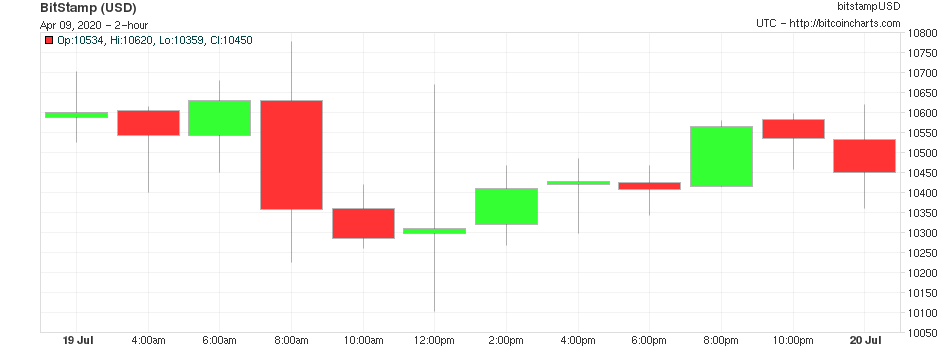 BitStamp (USD)
bitstampUSD
Apr 09, 2020 - 2-hour
UTC - http://bitcoincharts.com
Op:10534, Hi:10620, Lo:10359, Cl:10450
10800
10750
10700
10650
10600
10550
10500
10450
10400
10350
10300
10250
10200
10150
10100
10050
19 Jul
4:00am
6:00am
8:00am
10:00am
12:00pm
2:00pm
4:00pm
6:00pm
8:00pm
10:00pm
20 Jul